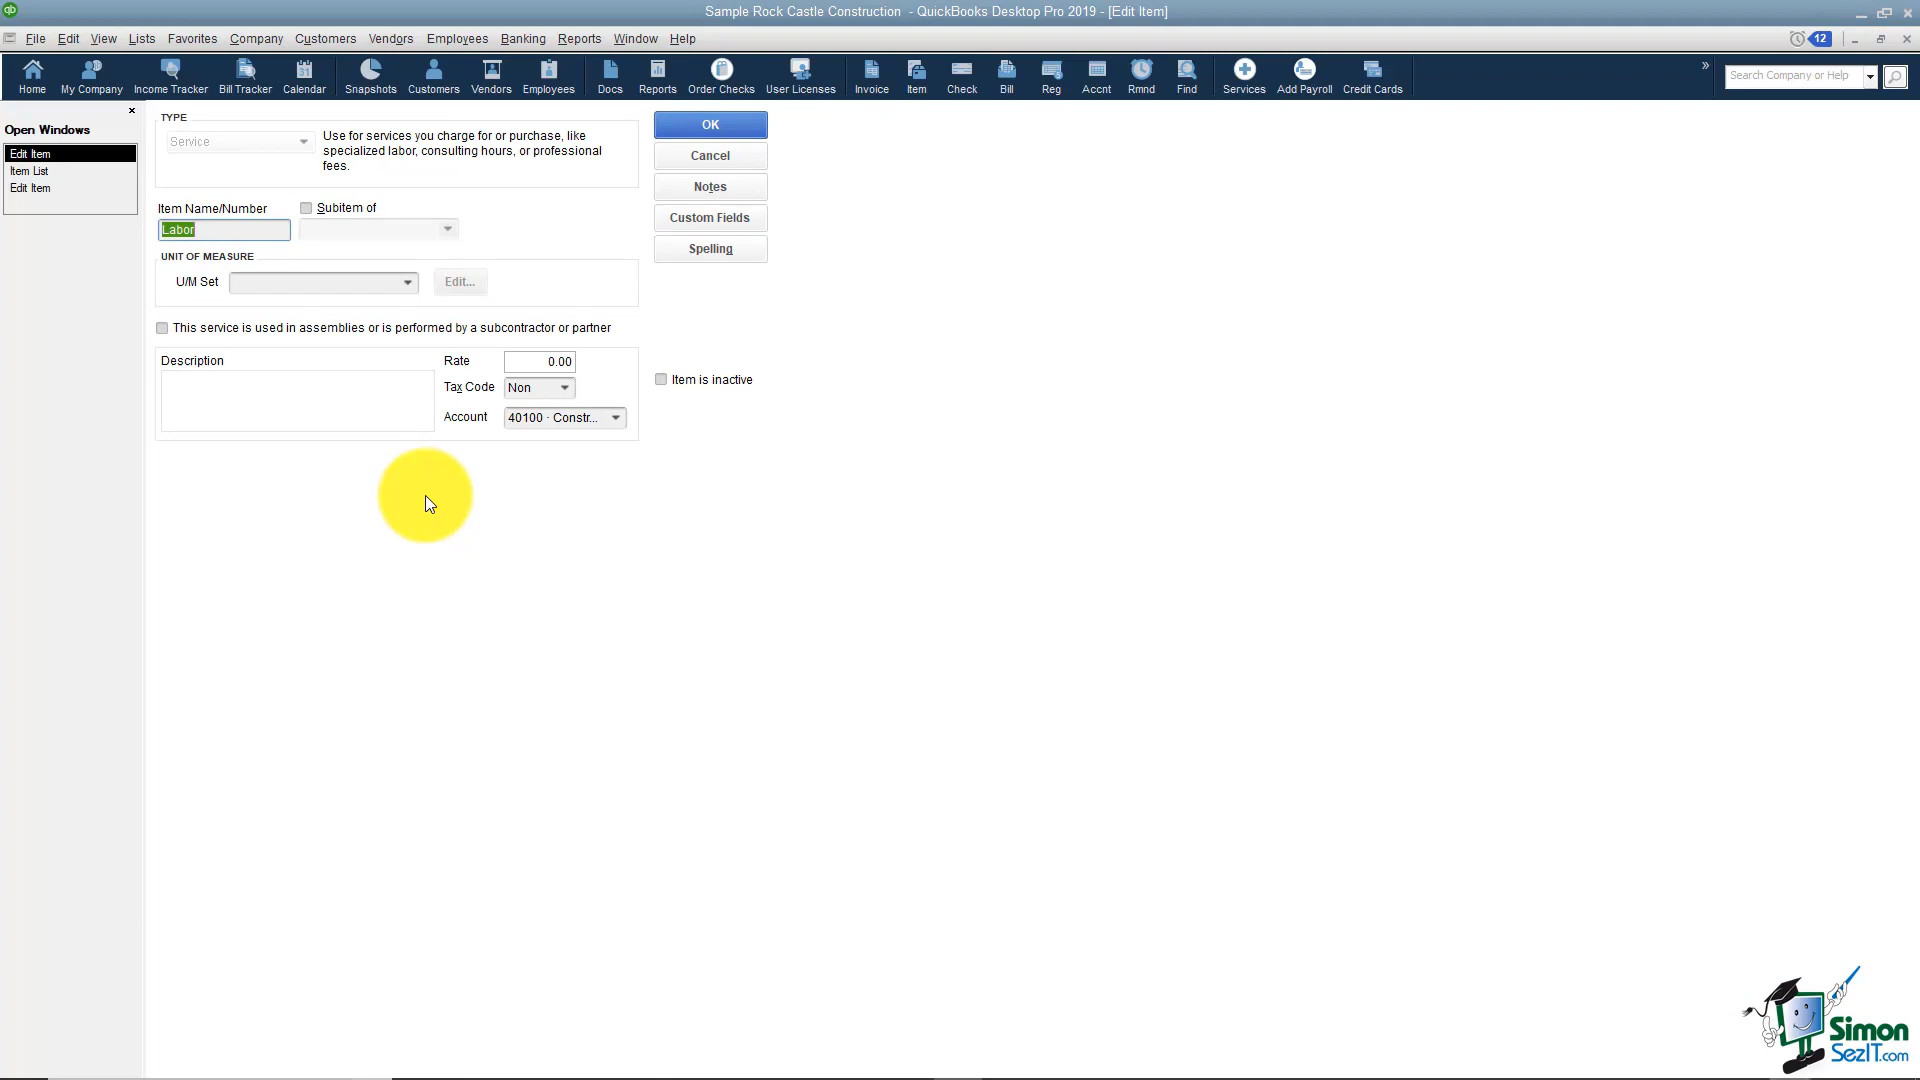 Sample Rock Castle Construction - QuickBooks Desktop Pro 2019 - [Edit Item]
qb
File Edit View Lists Favorites Company Customers Vendors Employees Banking Reports Window Help
12
Home My Company Income Tracker Bill Tracker Calendar Snapshots Customers Vendors Employees Docs Reports Order Checks User Licenses Invoice Item Check Bill Reg Accnt Rmnd Find Services Add Payroll Credit Cards
» Search Company or Help
Open Windows
Edit Item
Item List
Edit Item
TYPE
Service
Use for services you charge for or purchase, like
specialized labor, consulting hours, or professional
fees.
OK
Cancel
Notes
Custom Fields
Spelling
Item Name/Number Subitem of
Labor
UNIT OF MEASURE
U/M Set Edit...
This service is used in assemblies or is performed by a subcontractor or partner
Description Rate 0.00
Tax Code Non
Account 40100 · Constr...
Item is inactive
Simon
SezIT.com